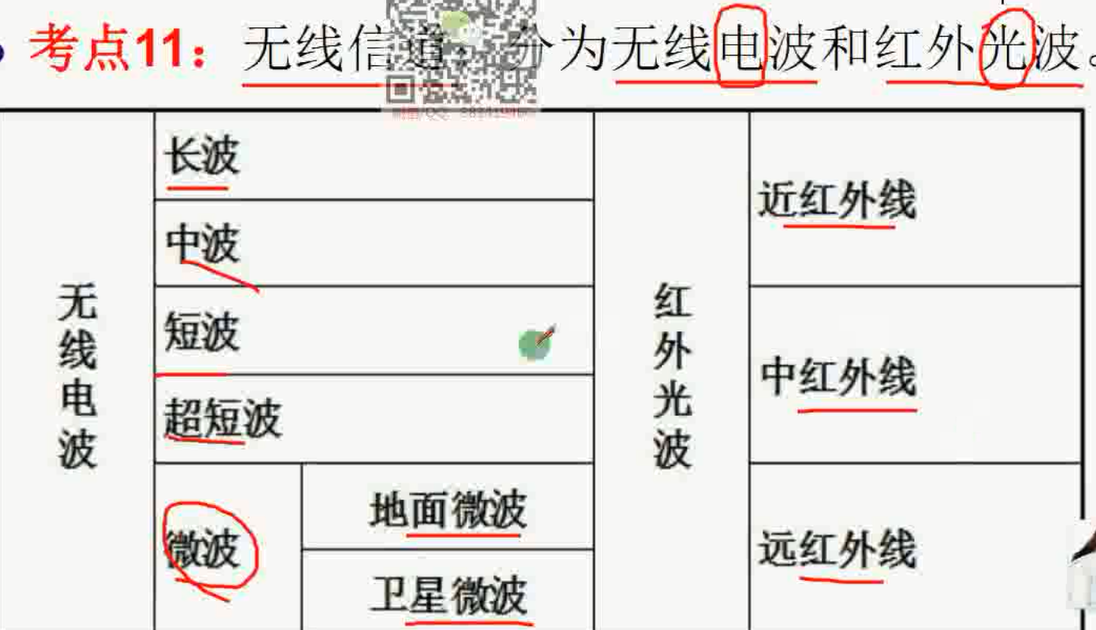 考点11：无线信道：分为无线电波和红外光波。
无线电波
长波
中波
短波
超短波
微波
地面微波
卫星微波
红外光波
近红外线
中红外线
远红外线